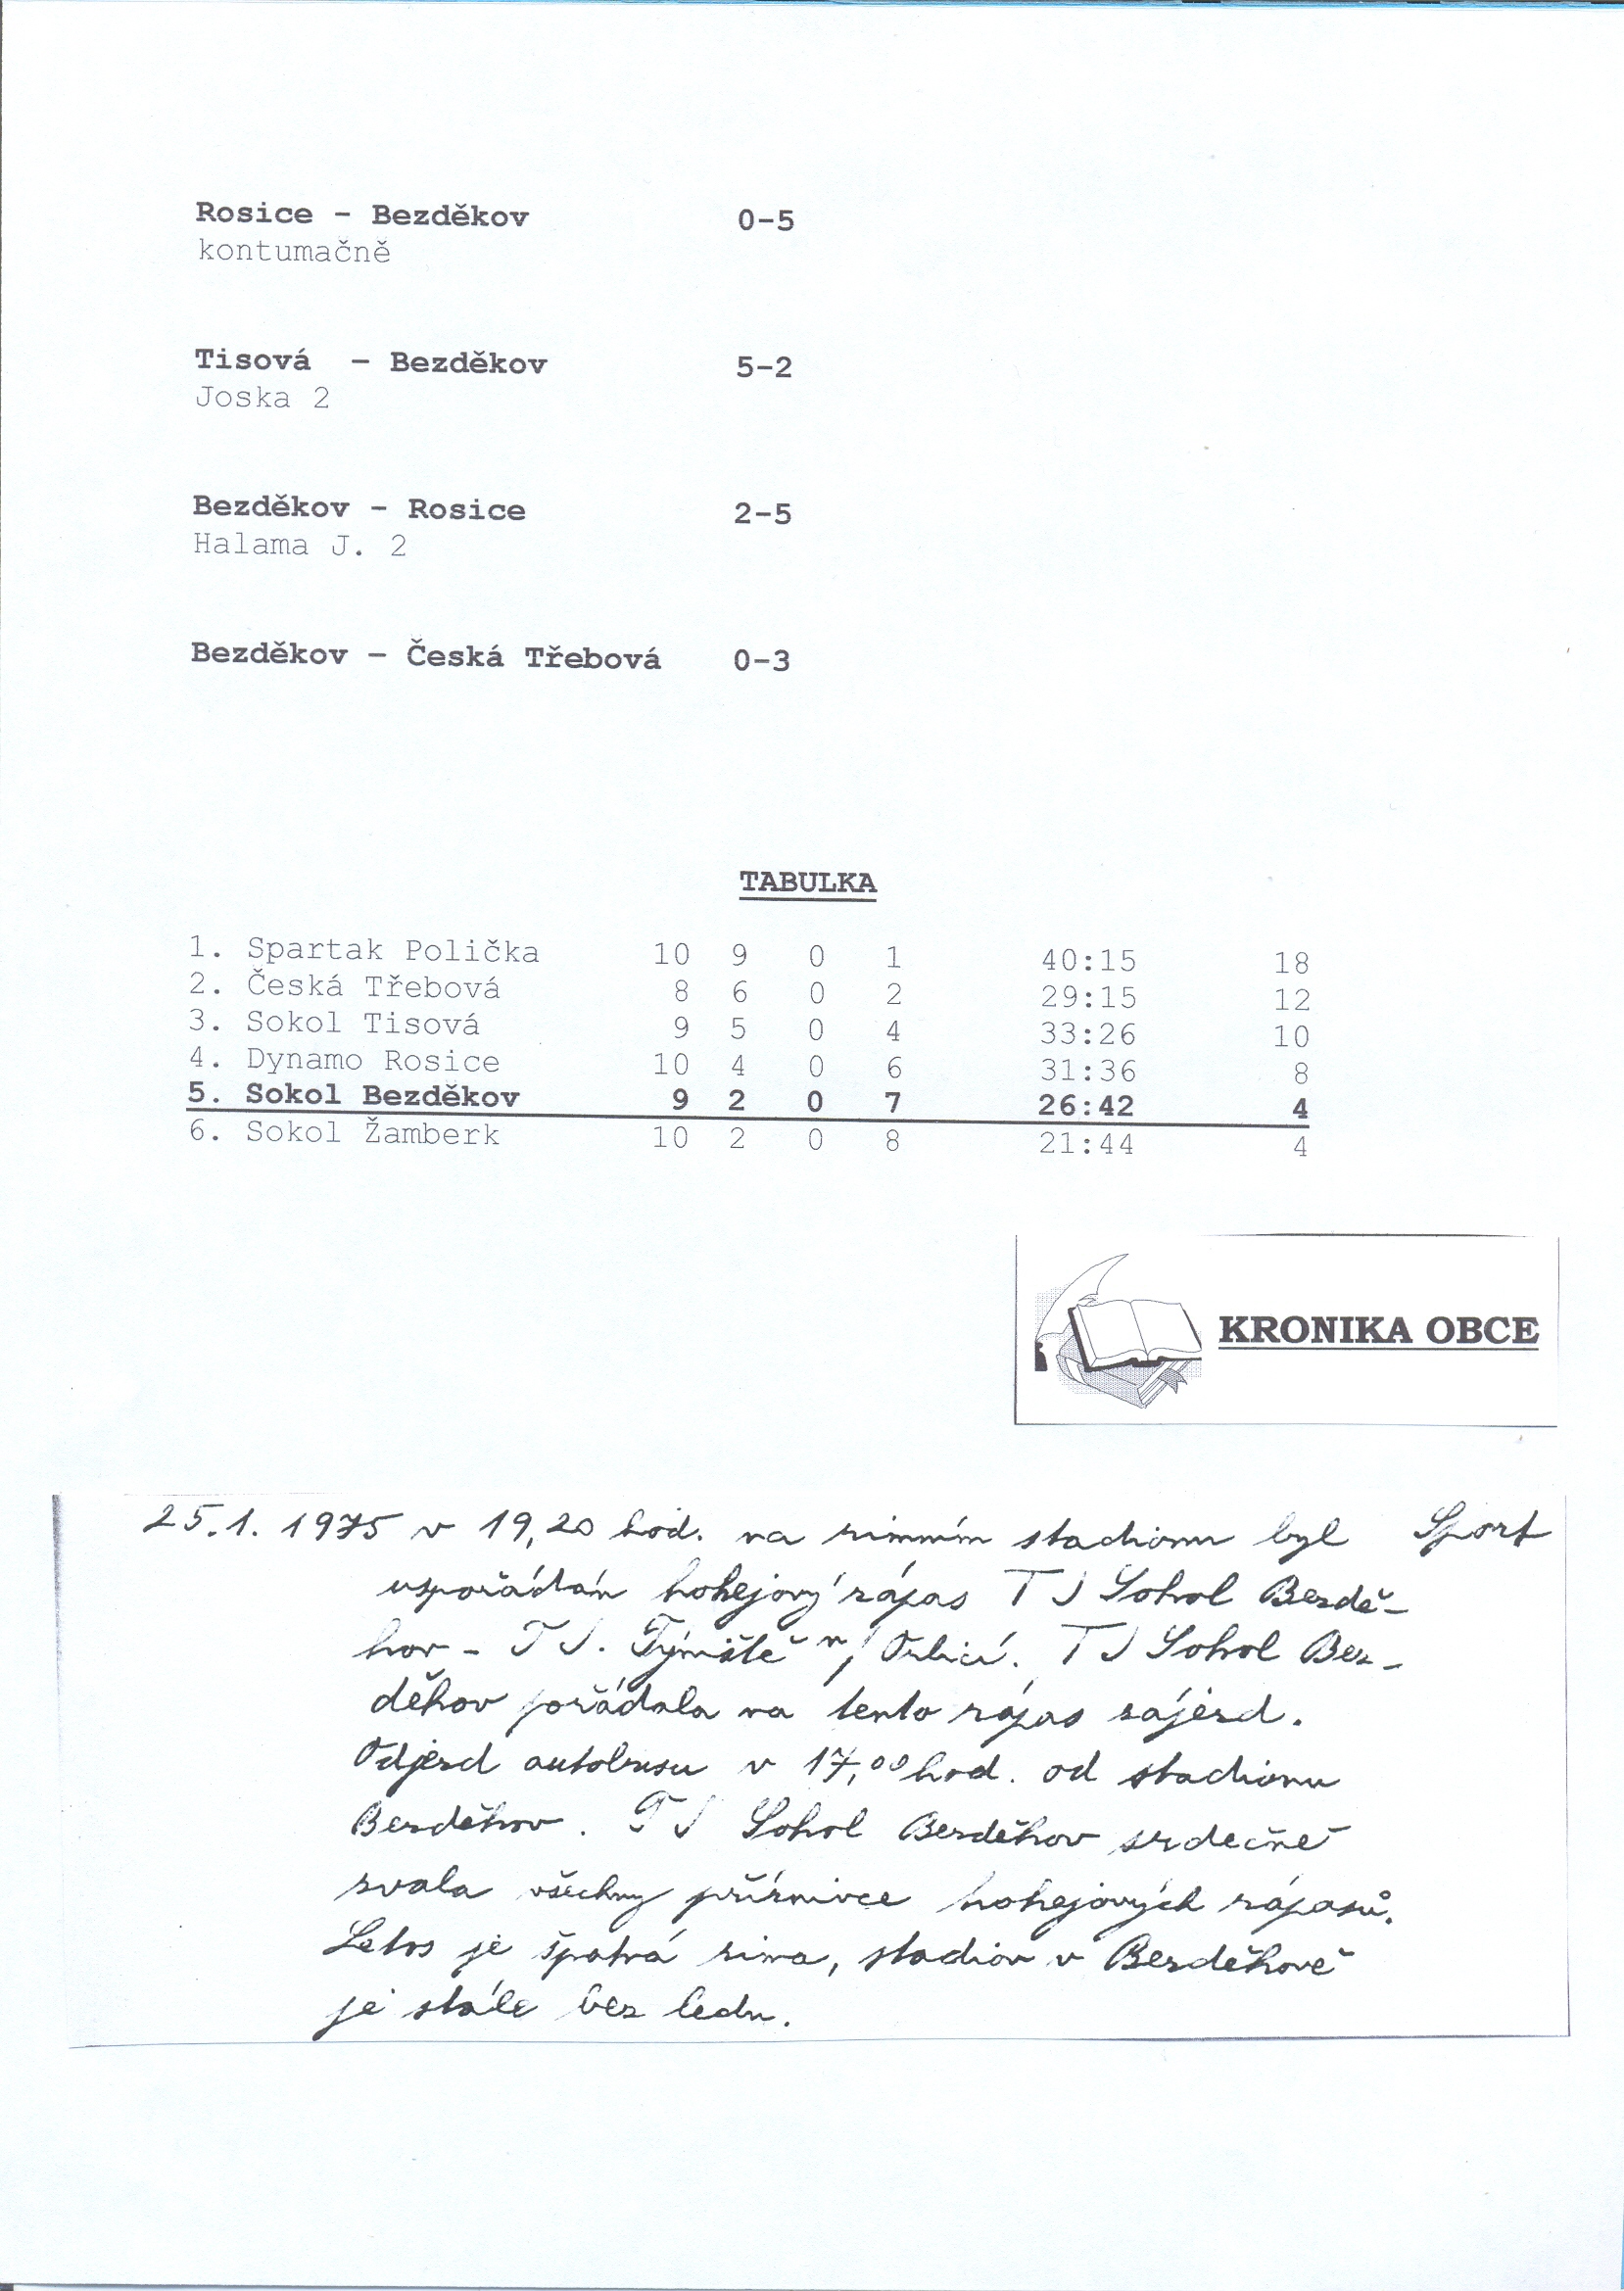 Rosice - Bezděkov 0-5
kontumačně
Tisová - Bezděkov 5-2
Joska 2
Bezděkov - Rosice 2-5
Halama J. 2
Bezděkov - Česká Třebová 0-3
TABULKA
1. Spartak Polička 10 9 0 1 40:15 18
2. Česká Třebová 8 6 0 2 29:15 12
3. Sokol Tisová 9 5 0 4 33:26 10
4. Dynamo Rosice 10 4 0 6 31:36 8
5. Sokol Bezděkov 9 2 0 7 26:42 4
6. Sokol Žamberk 10 2 0 8 21:44 4
KRONIKA OBCE
25.1. 1975 v 19,20 hod. na zimním stadionu byl Sport
uspořádán hokejový zápas TJ Sokol Bezdě-
kov - TJ. Týniště n/Orlicí. TJ Sokol Bez-
děkov pořádala na tento zápas zájezd.
Odjezd autobusu v 17,00 hod. od stadionu
Bezděkov. TJ Sokol Bezděkov srdečně
zvala všechny příznivce hokejových zápasů.
Letos je špatná zima, stadion v Bezděkově
je stále bez ledu.